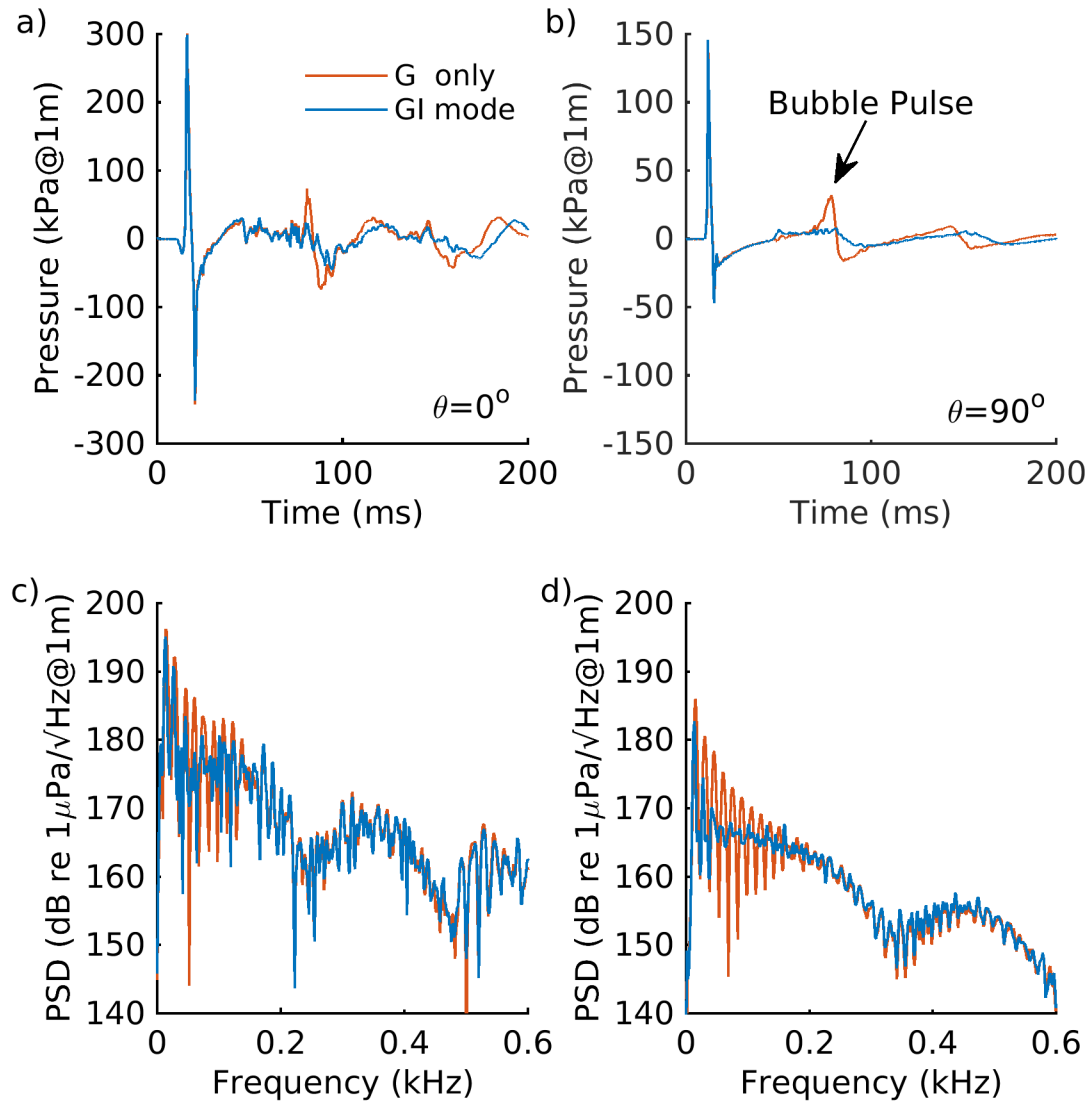 a)
300
200
100
0
-100
-200
-300
Pressure (kPa@1m)
G only
GI mode
θ=0º
0 100 200
Time (ms)
b)
150
100
50
0
-50
-100
-150
Pressure (kPa@1m)
Bubble Pulse
θ=90º
0 100 200
Time (ms)
c)
200
190
180
170
160
150
140
PSD (dB re 1μPa/√Hz@1m)
0 0.2 0.4 0.6
Frequency (kHz)
d)
200
190
180
170
160
150
140
PSD (dB re 1μPa/√Hz@1m)
0 0.2 0.4 0.6
Frequency (kHz)